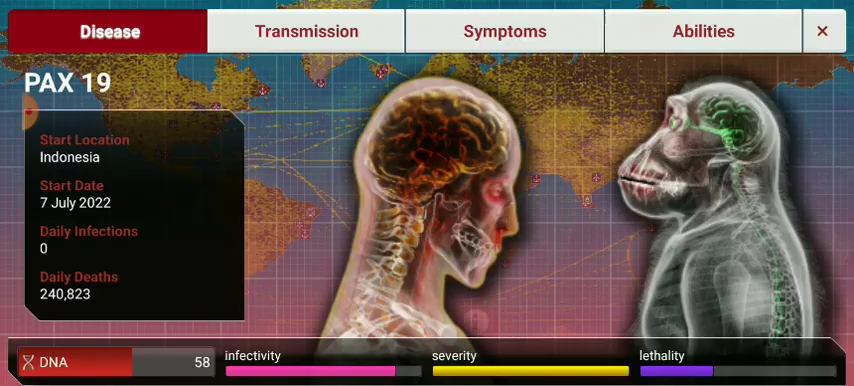 Disease
Transmission
Symptoms
Abilities
×
PAX 19
Start Location
Indonesia
Start Date
7 July 2022
Daily Infections
0
Daily Deaths
240,823
DNA
58
infectivity
severity
lethality